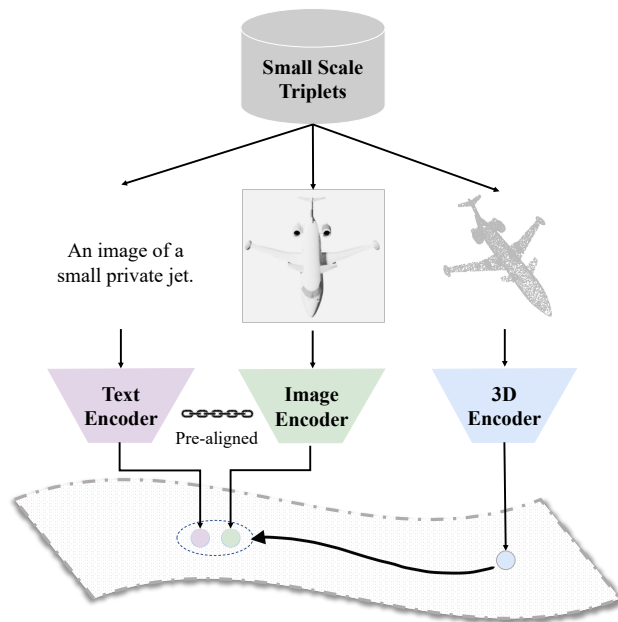 Small Scale
Triplets
An image of a
small private jet.
Text
Encoder
Pre-aligned
Image
Encoder
3D
Encoder